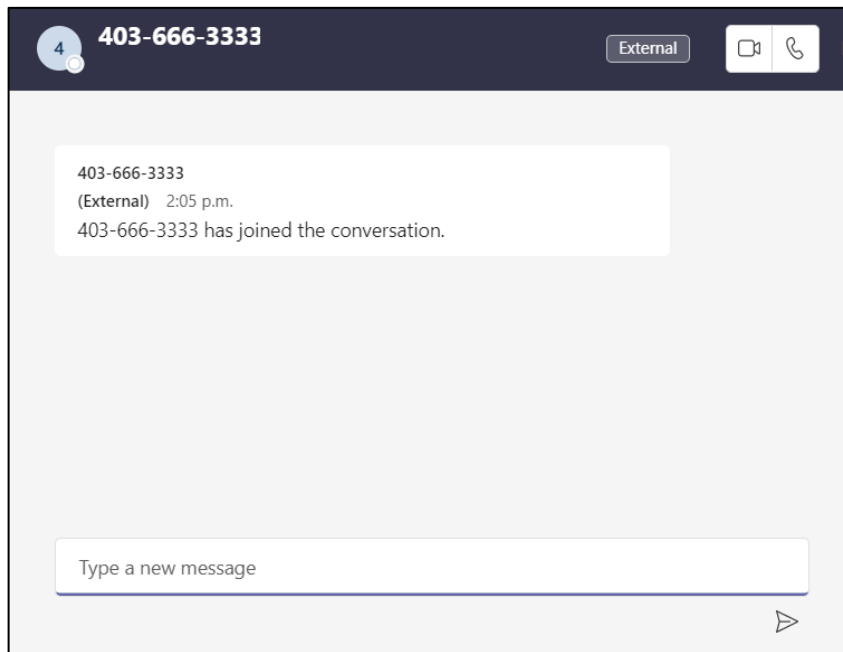 4
403-666-3333
External
403-666-3333
(External) 2:05 p.m.
403-666-3333 has joined the conversation.
Type a new message